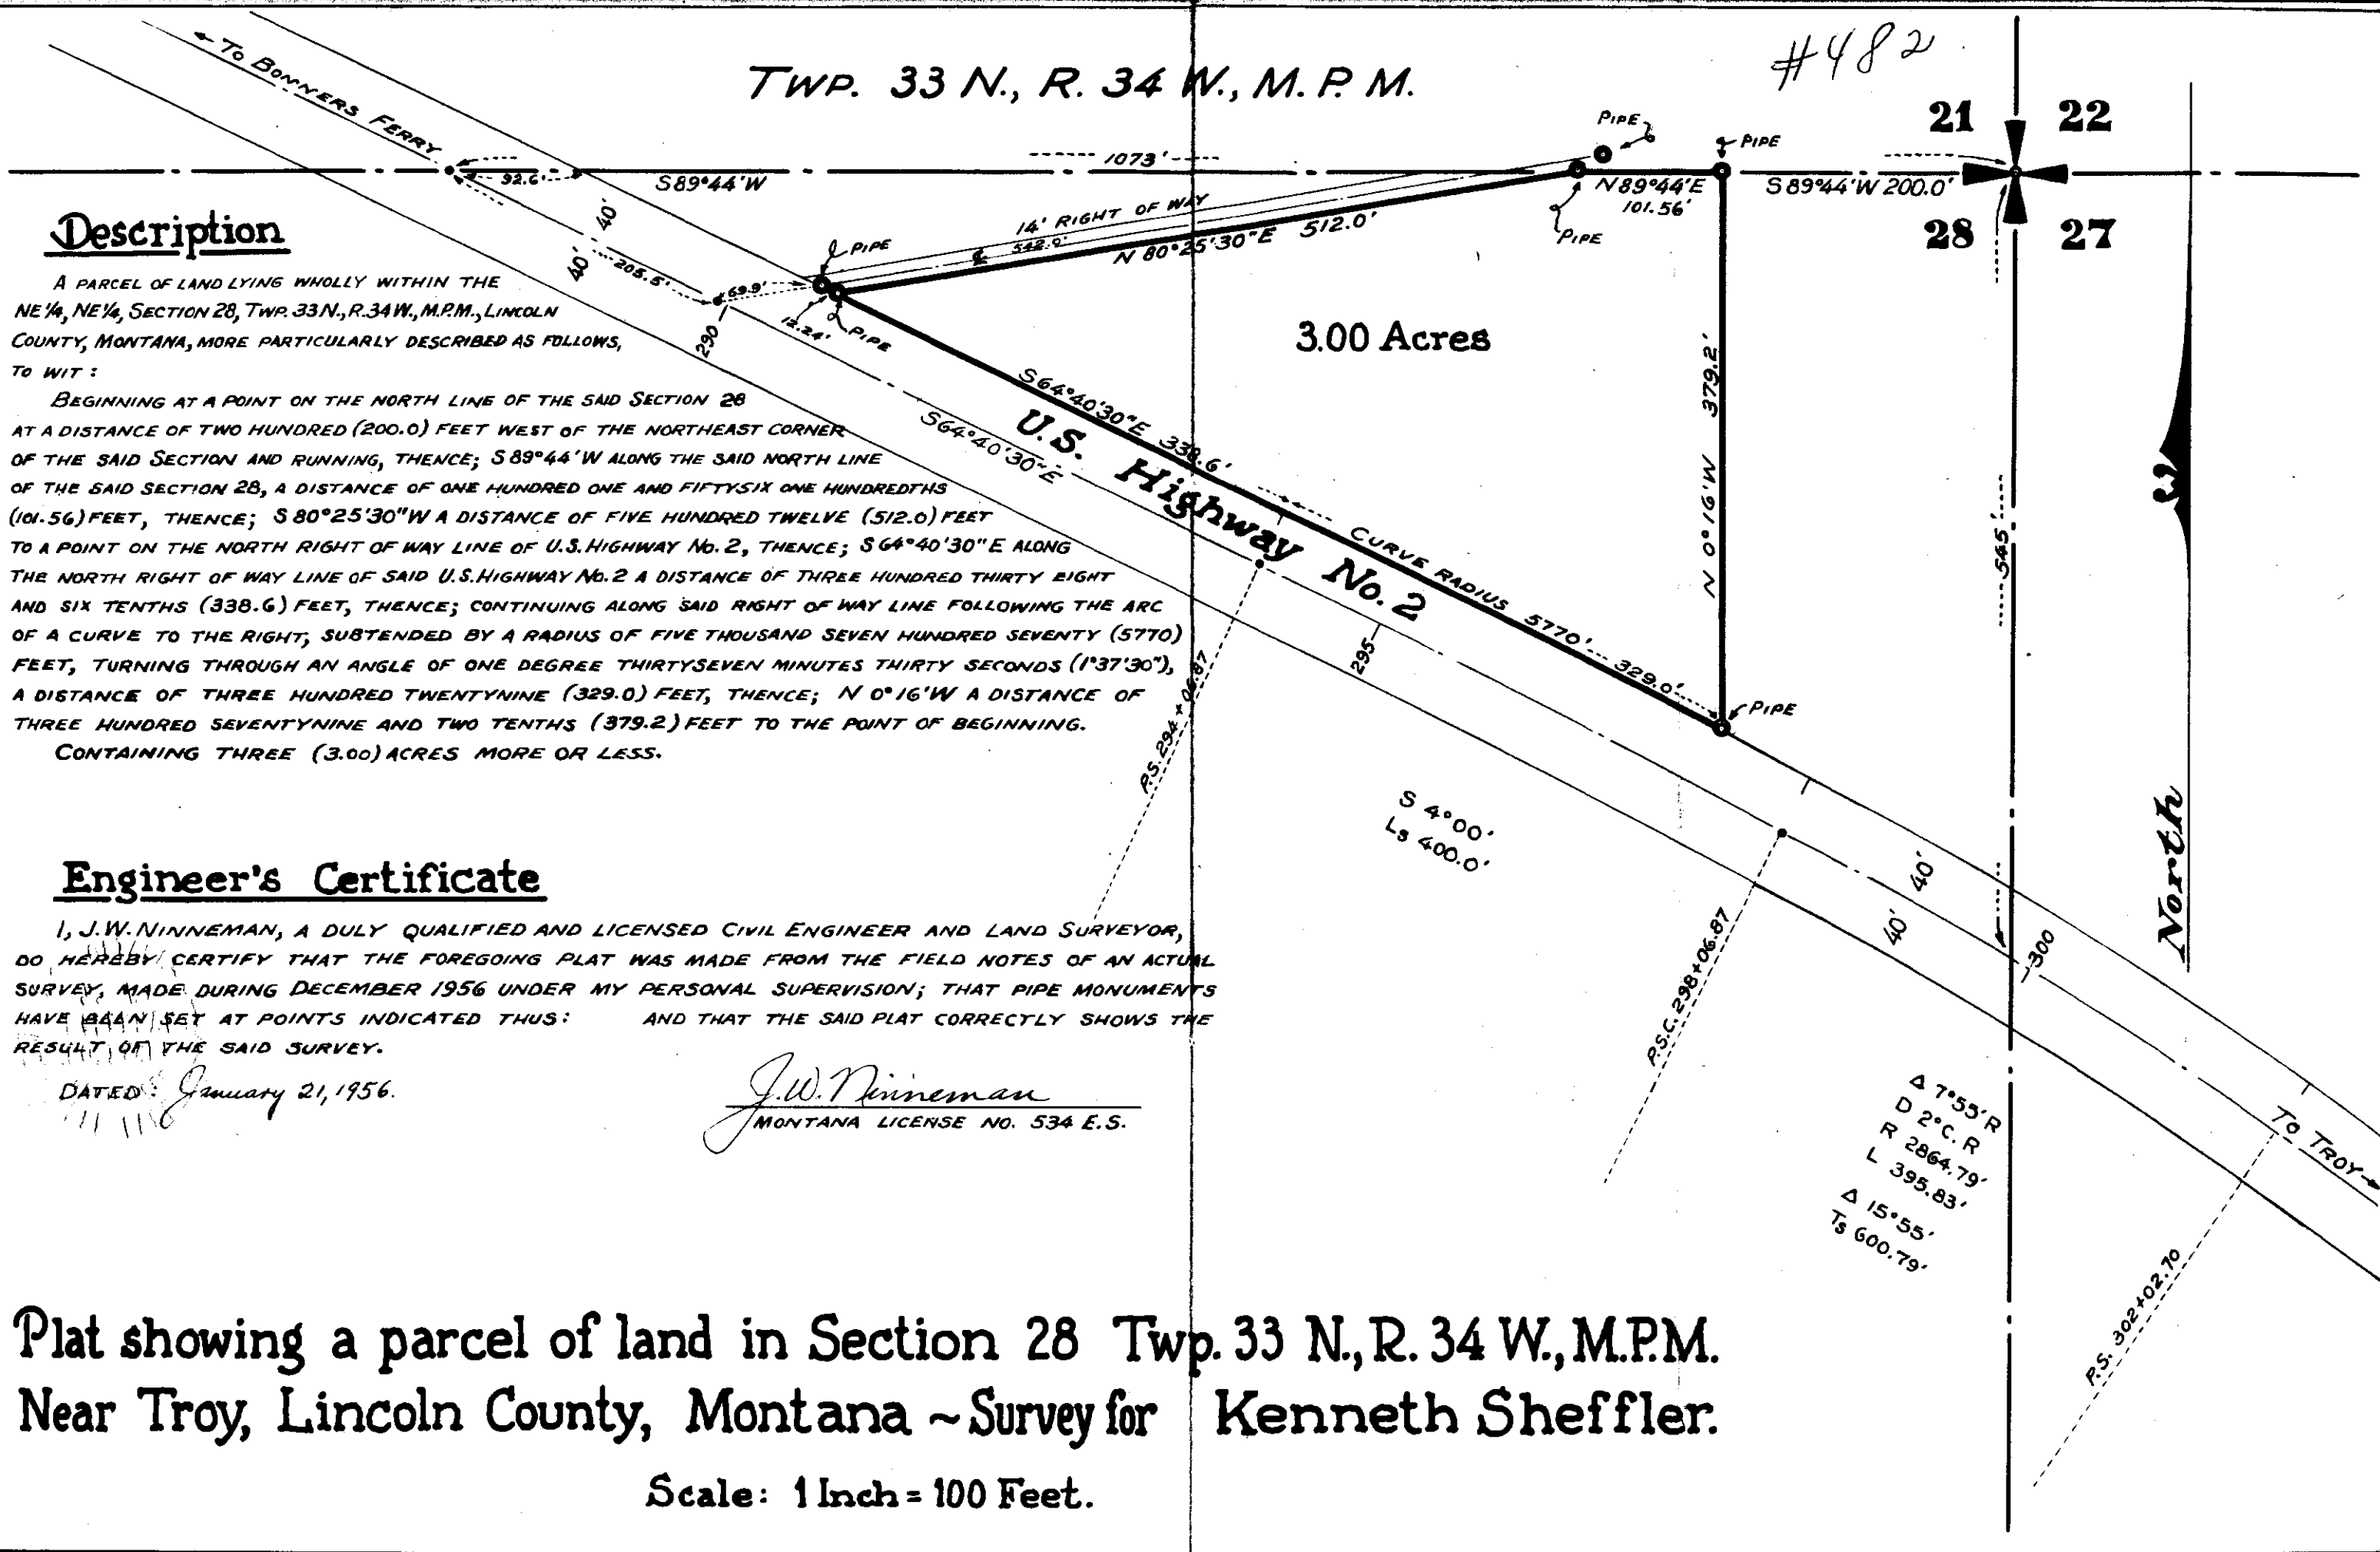 #482
TWP. 33 N., R. 34 W., M. P. M.
← TO BONNERS FERRY
21 22
28 27
PIPE
PIPE
1073'
92.6'
S89°44'W
N89°44'E
101.56'
S89°44'W 200.0'
PIPE
40'
40'
14' RIGHT OF WAY
542.0'
N 80°25'30"E 512.0'
PIPE
205.5'
69.9'
12.24'
PIPE
290
3.00 Acres
N 0°16'W 379.2'
S64°40'30"E 338.6'
S64°40'30"E
U.S. Highway No. 2
CURVE RADIUS 5770' 329.0'
PIPE
295
545'
P.S. 294+06.87
S 4°00'
Ls 400.0'
P.S.C. 298+06.87
40'
40'
300
North
Δ 7°55'R
D 2°C. R
R 2864.79'
L 395.83'
Δ 15°55'
Ts 600.79'
TO TROY →
P.S. 302+02.70
Description
A PARCEL OF LAND LYING WHOLLY WITHIN THE
NE¼, NE¼, SECTION 28, TWP. 33N., R.34W., M.P.M., LINCOLN
COUNTY, MONTANA, MORE PARTICULARLY DESCRIBED AS FOLLOWS,
TO WIT :
BEGINNING AT A POINT ON THE NORTH LINE OF THE SAID SECTION 28
AT A DISTANCE OF TWO HUNDRED (200.0) FEET WEST OF THE NORTHEAST CORNER
OF THE SAID SECTION AND RUNNING, THENCE; S 89°44'W ALONG THE SAID NORTH LINE
OF THE SAID SECTION 28, A DISTANCE OF ONE HUNDRED ONE AND FIFTYSIX ONE HUNDREDTHS
(101.56) FEET, THENCE; S 80°25'30"W A DISTANCE OF FIVE HUNDRED TWELVE (512.0) FEET
TO A POINT ON THE NORTH RIGHT OF WAY LINE OF U.S. HIGHWAY No. 2, THENCE; S 64°40'30"E ALONG
THE NORTH RIGHT OF WAY LINE OF SAID U.S. HIGHWAY No. 2 A DISTANCE OF THREE HUNDRED THIRTY EIGHT
AND SIX TENTHS (338.6) FEET, THENCE; CONTINUING ALONG SAID RIGHT OF WAY LINE FOLLOWING THE ARC
OF A CURVE TO THE RIGHT, SUBTENDED BY A RADIUS OF FIVE THOUSAND SEVEN HUNDRED SEVENTY (5770)
FEET, TURNING THROUGH AN ANGLE OF ONE DEGREE THIRTYSEVEN MINUTES THIRTY SECONDS (1°37'30"),
A DISTANCE OF THREE HUNDRED TWENTYNINE (329.0) FEET, THENCE; N 0°16'W A DISTANCE OF
THREE HUNDRED SEVENTYNINE AND TWO TENTHS (379.2) FEET TO THE POINT OF BEGINNING.
CONTAINING THREE (3.00) ACRES MORE OR LESS.
Engineer's Certificate
I, J.W. NINNEMAN, A DULY QUALIFIED AND LICENSED CIVIL ENGINEER AND LAND SURVEYOR,
DO HEREBY CERTIFY THAT THE FOREGOING PLAT WAS MADE FROM THE FIELD NOTES OF AN ACTUAL
SURVEY, MADE DURING DECEMBER 1956 UNDER MY PERSONAL SUPERVISION; THAT PIPE MONUMENTS
HAVE BEEN SET AT POINTS INDICATED THUS: AND THAT THE SAID PLAT CORRECTLY SHOWS THE
RESULT OF THE SAID SURVEY.
DATED: January 21, 1956.
J.W. Ninneman
MONTANA LICENSE NO. 534 E.S.
Plat showing a parcel of land in Section 28 Twp. 33 N., R. 34 W., M.P.M.
Near Troy, Lincoln County, Montana ~ Survey for Kenneth Sheffler.
Scale: 1 Inch = 100 Feet.